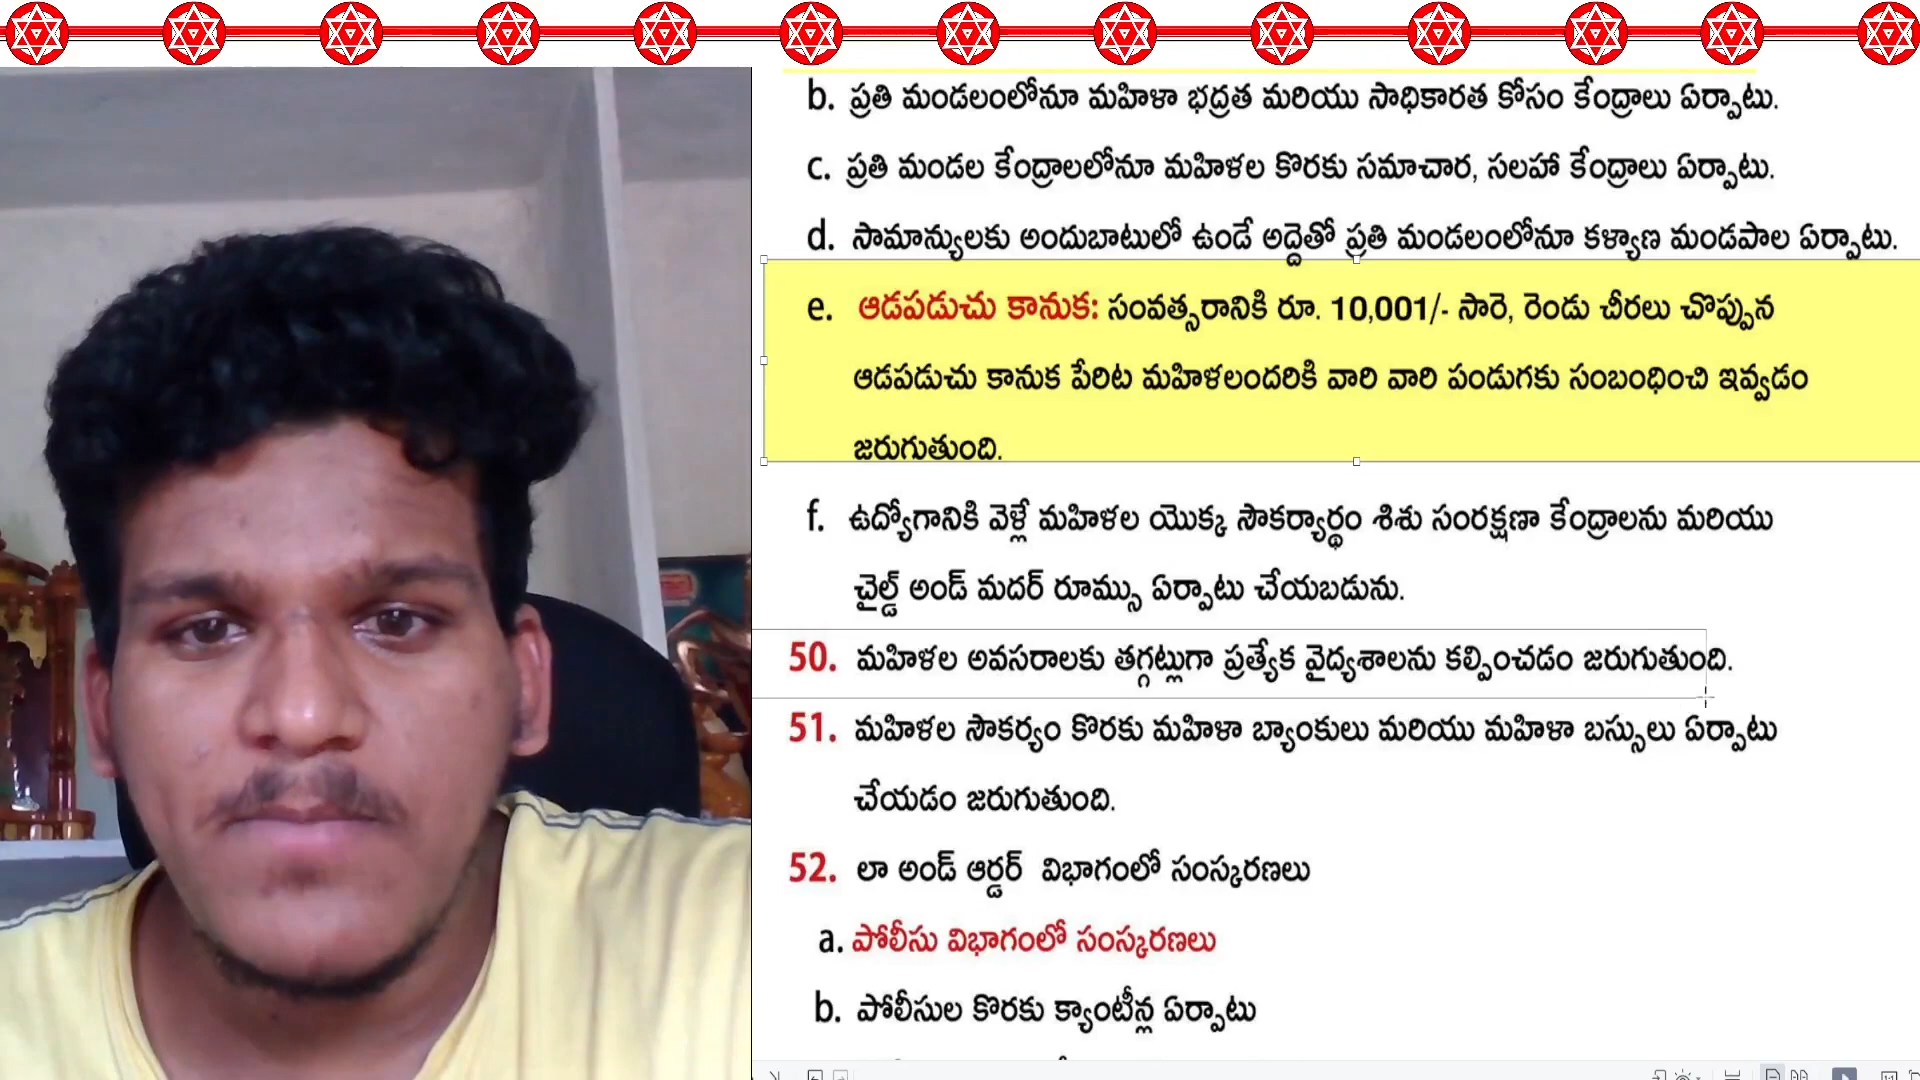 b. ప్రతి మండలంలోనూ మహిళా భద్రత మరియు సాధికారత కోసం కేంద్రాలు ఏర్పాటు.
c. ప్రతి మండల కేంద్రాలలోనూ మహిళల కొరకు సమాచార, సలహా కేంద్రాలు ఏర్పాటు.
d. సామాన్యులకు అందుబాటులో ఉండే అద్దెతో ప్రతి మండలంలోనూ కళ్యాణ మండపాల ఏర్పాటు.
e. ఆడపడుచు కానుక: సంవత్సరానికి రూ. 10,001/- సారె, రెండు చీరలు చొప్పున
ఆడపడుచు కానుక పేరిట మహిళలందరికి వారి వారి పండుగకు సంబంధించి ఇవ్వడం
జరుగుతుంది.
f. ఉద్యోగానికి వెళ్లే మహిళల యొక్క సౌకర్యార్థం శిశు సంరక్షణా కేంద్రాలను మరియు
చైల్డ్ అండ్ మదర్ రూమ్సు ఏర్పాటు చేయబడును.
50. మహిళల అవసరాలకు తగ్గట్లుగా ప్రత్యేక వైద్యశాలను కల్పించడం జరుగుతుంది.
51. మహిళల సౌకర్యం కొరకు మహిళా బ్యాంకులు మరియు మహిళా బస్సులు ఏర్పాటు
చేయడం జరుగుతుంది.
52. లా అండ్ ఆర్డర్ విభాగంలో సంస్కరణలు
a. పోలీసు విభాగంలో సంస్కరణలు
b. పోలీసుల కొరకు క్యాంటీన్ల ఏర్పాటు